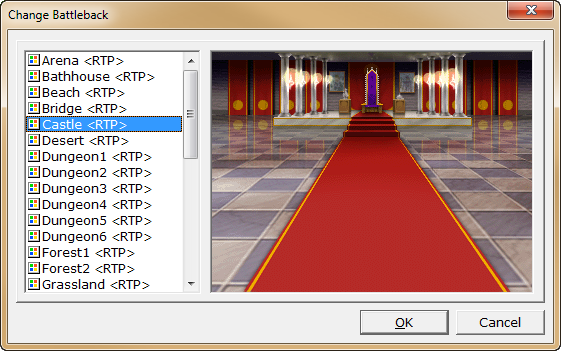 Change Battleback
Arena <RTP>
Bathhouse <RTP>
Beach <RTP>
Bridge <RTP>
Castle <RTP>
Desert <RTP>
Dungeon1 <RTP>
Dungeon2 <RTP>
Dungeon3 <RTP>
Dungeon4 <RTP>
Dungeon5 <RTP>
Dungeon6 <RTP>
Forest1 <RTP>
Forest2 <RTP>
Grassland <RTP>
OK
Cancel